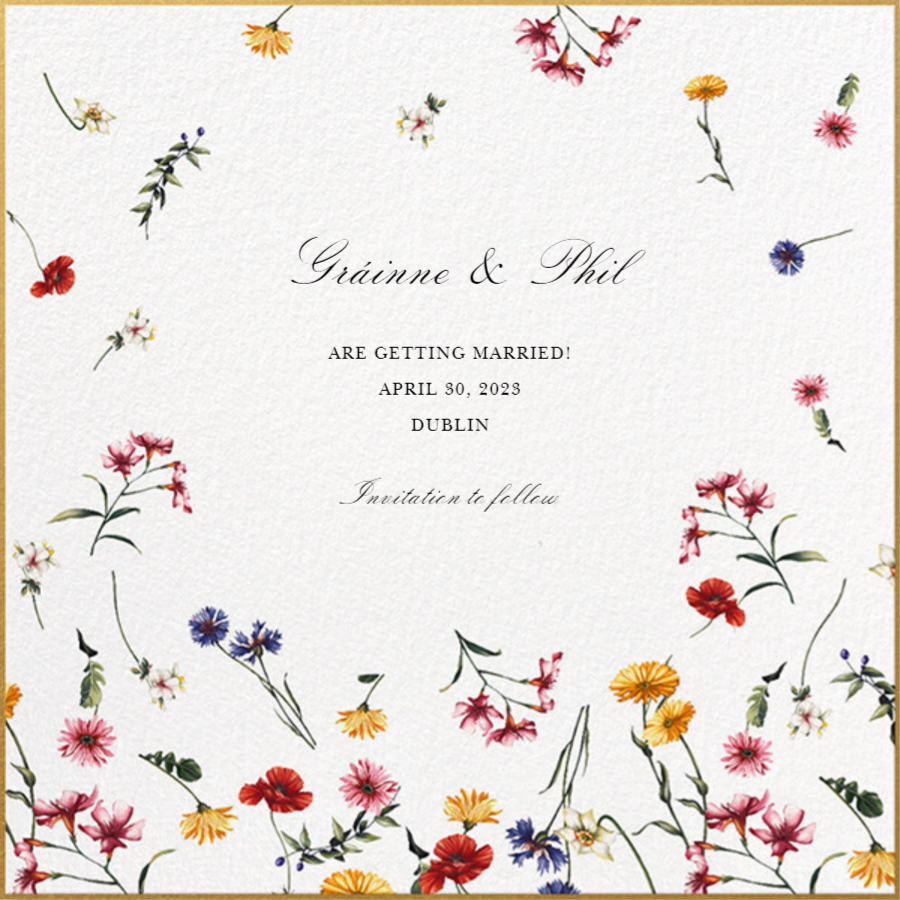 Gráinne & Phil
ARE GETTING MARRIED!
APRIL 30, 2023
DUBLIN
Invitation to follow